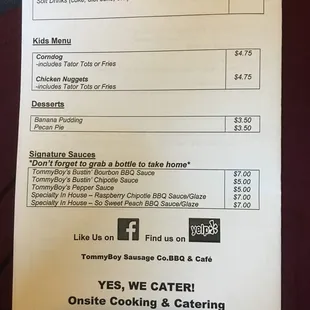 Kids Menu
Corndog $4.75
-includes Tator Tots or Fries
Chicken Nuggets $4.75
-includes Tator Tots or Fries
Desserts
Banana Pudding $3.50
Pecan Pie $3.50
Signature Sauces
*Don't forget to grab a bottle to take home*
TommyBoy's Bustin' Bourbon BBQ Sauce $7.00
TommyBoy's Bustin' Chipotle Sauce $5.00
TommyBoy's Pepper Sauce $5.00
Specialty In House – Raspberry Chipotle BBQ Sauce/Glaze $7.00
Specialty In House – So Sweet Peach BBQ Sauce/Glaze $7.00
Like Us on f Find us on yelp
TommyBoy Sausage Co.BBQ & Café
YES, WE CATER!
Onsite Cooking & Catering